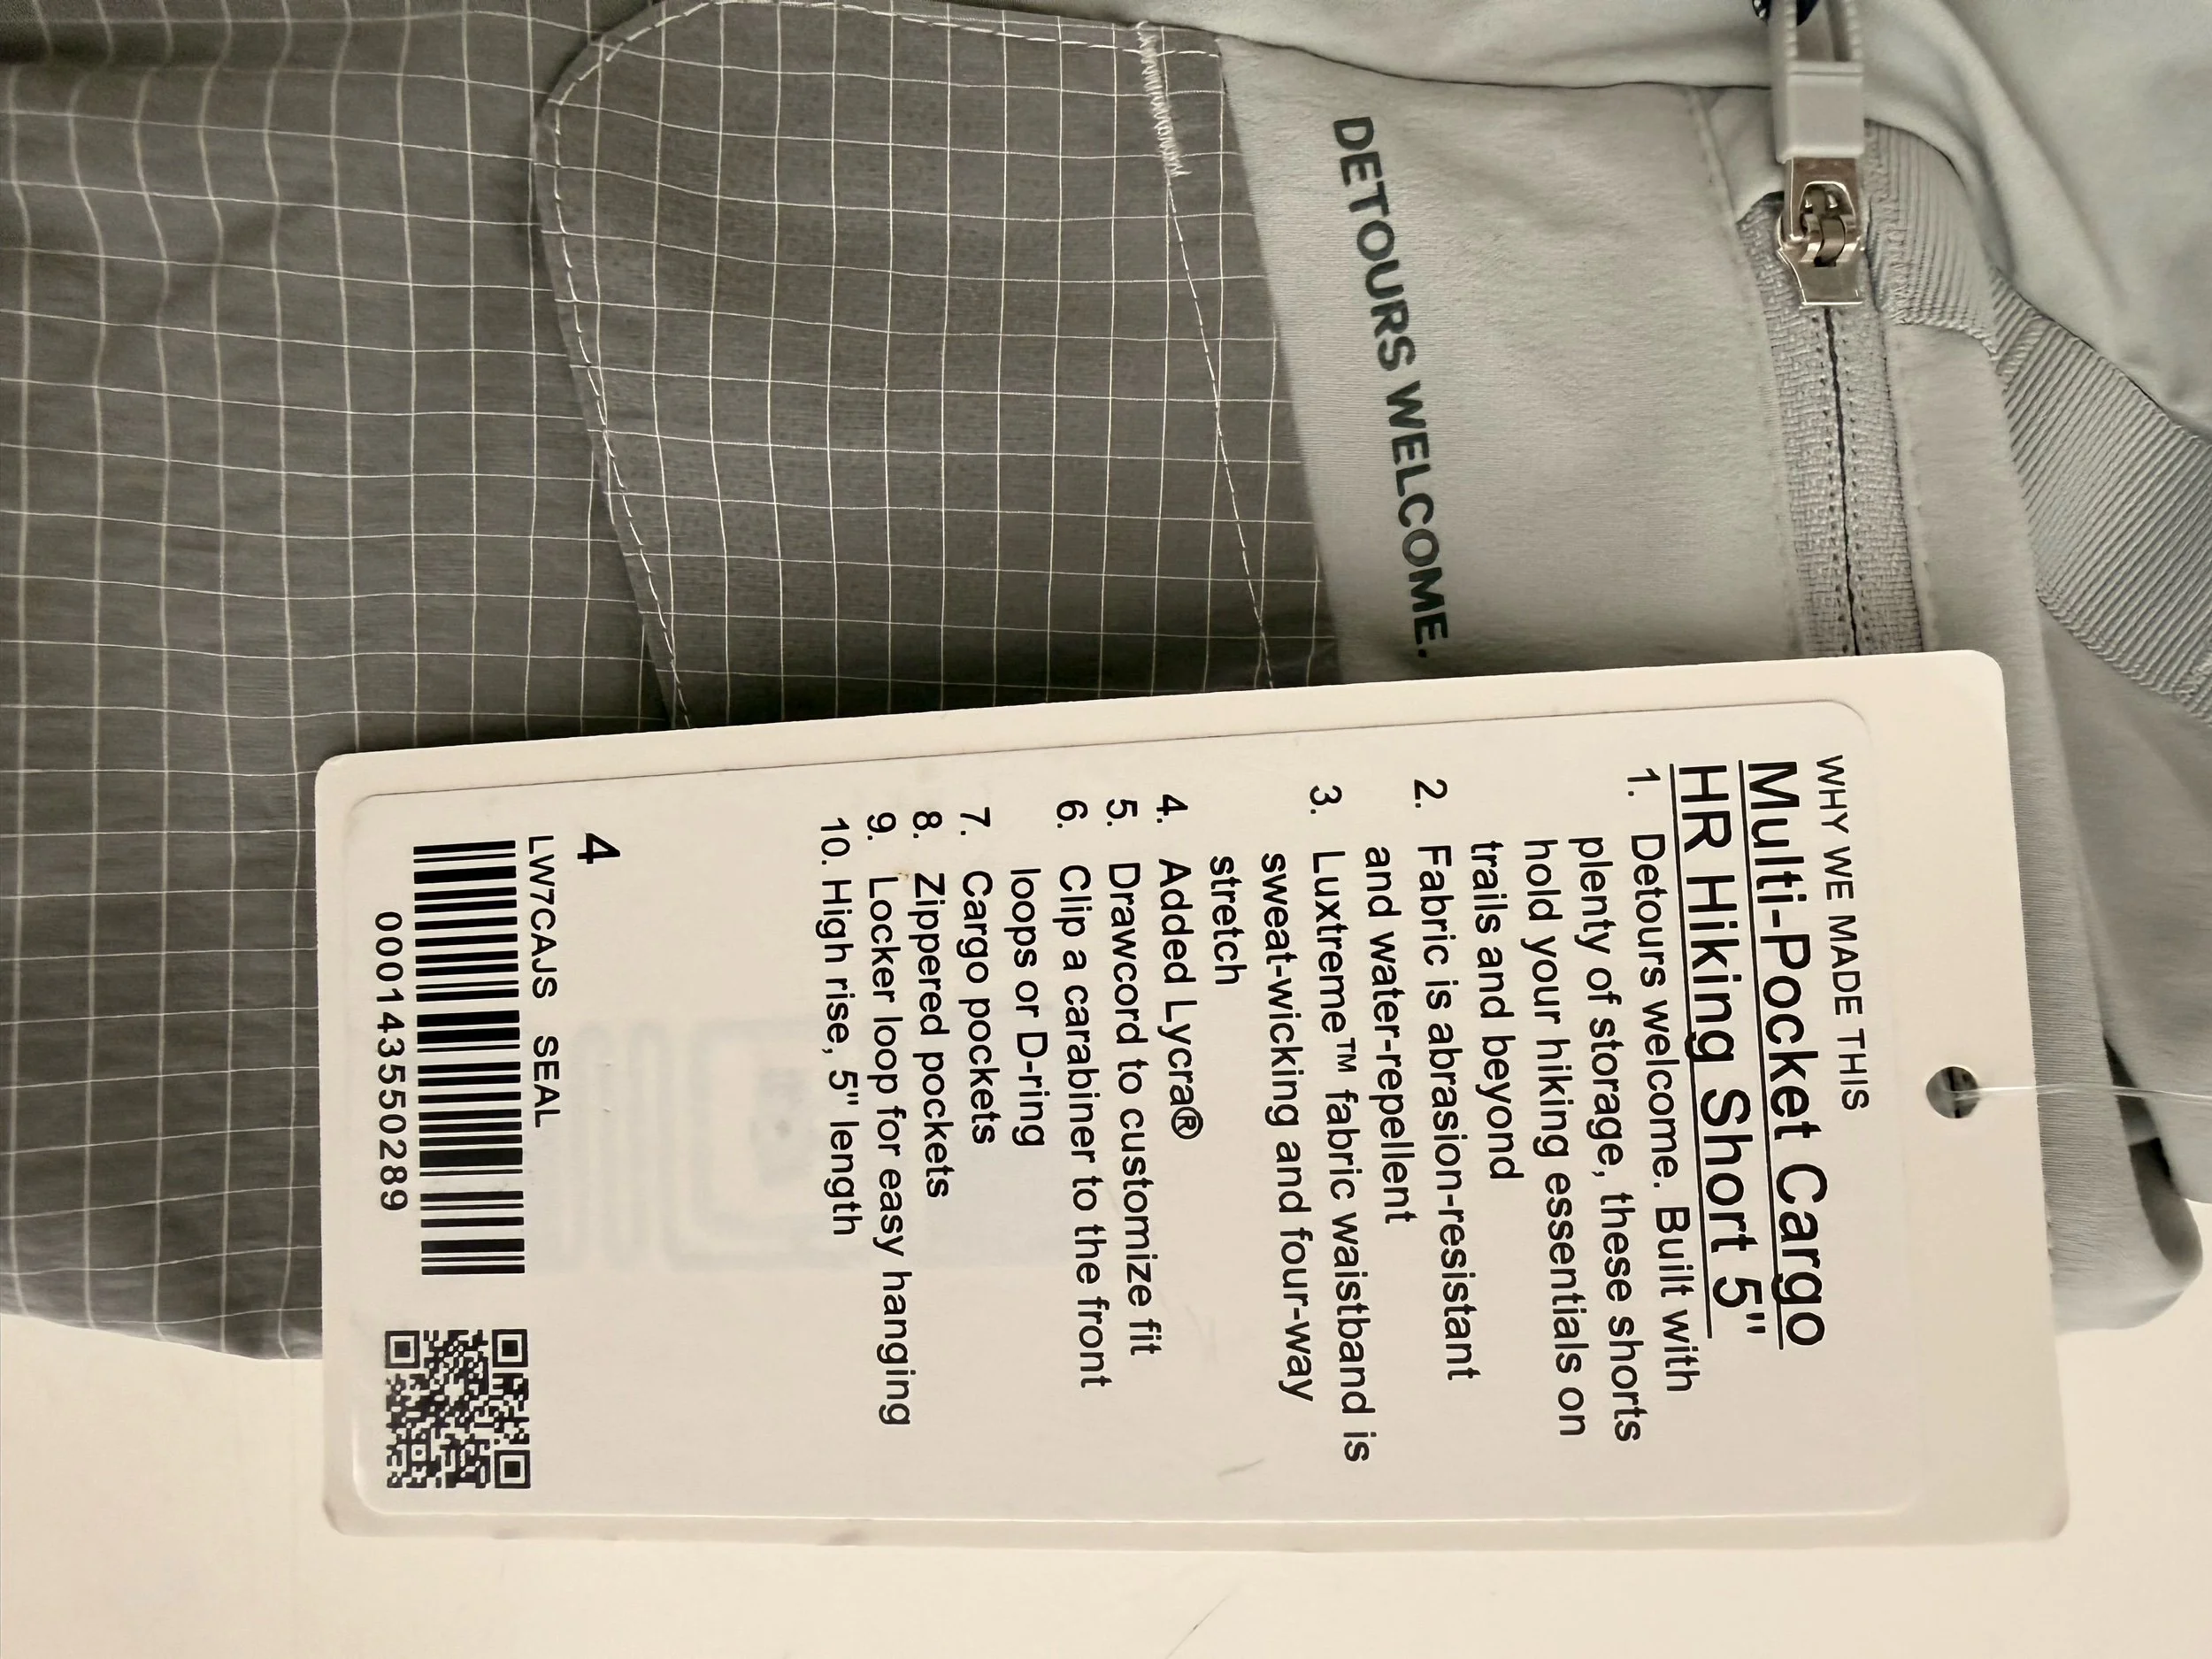 DETOURS WELCOME.
WHY WE MADE THIS
Multi-Pocket Cargo
HR Hiking Short 5"
1. Detours welcome. Built with
plenty of storage, these shorts
hold your hiking essentials on
trails and beyond
2. Fabric is abrasion-resistant
and water-repellent
3. Luxtreme™ fabric waistband is
sweat-wicking and four-way
stretch
4. Added Lycra®
5. Drawcord to customize fit
6. Clip a carabiner to the front
loops or D-ring
7. Cargo pockets
8. Zippered pockets
9. Locker loop for easy hanging
10. High rise, 5" length
4
LW7CAJS SEAL
000143550289